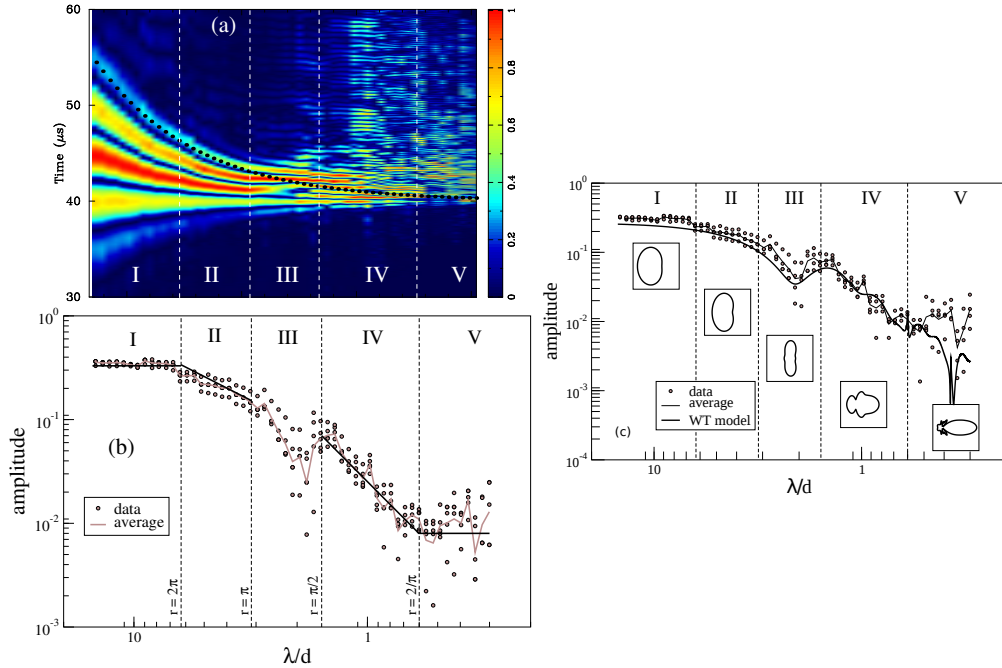 (a)
60
50
40
30
Time (μs)
I II III IV V
1
0.8
0.6
0.4
0.2
0
10^0
10^-1
10^-2
10^-3
amplitude
I II III IV V
(b)
data
average
r = 2π
r = π
r = π/2
r = 2/π
10 1
λ/d
10^0
10^-1
10^-2
10^-3
10^-4
amplitude
I II III IV V
data
average
WT model
(c)
10 1
λ/d